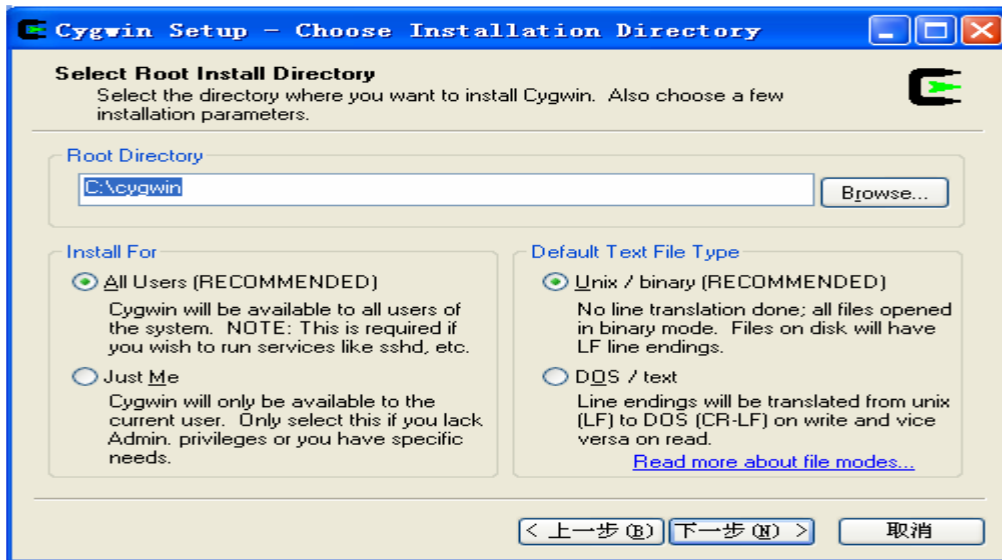 Cygwin Setup - Choose Installation Directory
Select Root Install Directory
Select the directory where you want to install Cygwin. Also choose a few
installation parameters.
Root Directory
C:\cygwin
Browse...
Install For
All Users (RECOMMENDED)
Cygwin will be available to all users of
the system. NOTE: This is required if
you wish to run services like sshd, etc.
Just Me
Cygwin will only be available to the
current user. Only select this if you lack
Admin. privileges or you have specific
needs.
Default Text File Type
Unix / binary (RECOMMENDED)
No line translation done; all files opened
in binary mode. Files on disk will have
LF line endings.
DOS / text
Line endings will be translated from unix
(LF) to DOS (CR-LF) on write and vice
versa on read.
Read more about file modes...
< 上一步(B)
下一步(N) >
取消